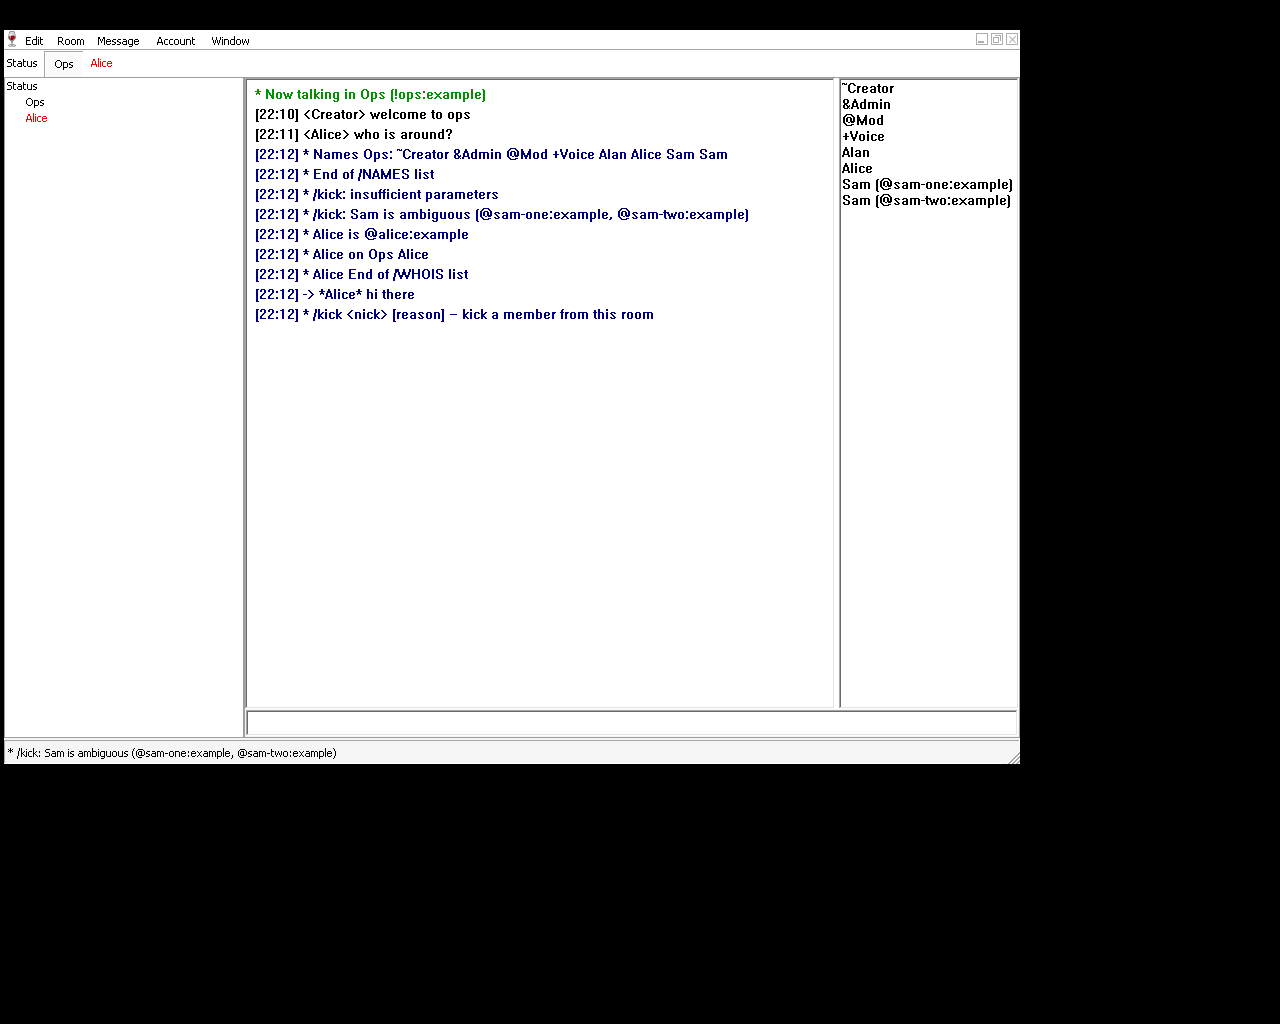 Edit Room Message Account Window
Status Ops Alice
Status
Ops
Alice
* Now talking in Ops (!ops:example)
[22:10] <Creator> welcome to ops
[22:11] <Alice> who is around?
[22:12] * Names Ops: ~Creator &Admin @Mod +Voice Alan Alice Sam Sam
[22:12] * End of /NAMES list
[22:12] * /kick: insufficient parameters
[22:12] * /kick: Sam is ambiguous (@sam-one:example, @sam-two:example)
[22:12] * Alice is @alice:example
[22:12] * Alice on Ops Alice
[22:12] * Alice End of /WHOIS list
[22:12] -> *Alice* hi there
[22:12] * /kick <nick> [reason] – kick a member from this room
~Creator
&Admin
@Mod
+Voice
Alan
Alice
Sam (@sam-one:example)
Sam (@sam-two:example)
* /kick: Sam is ambiguous (@sam-one:example, @sam-two:example)